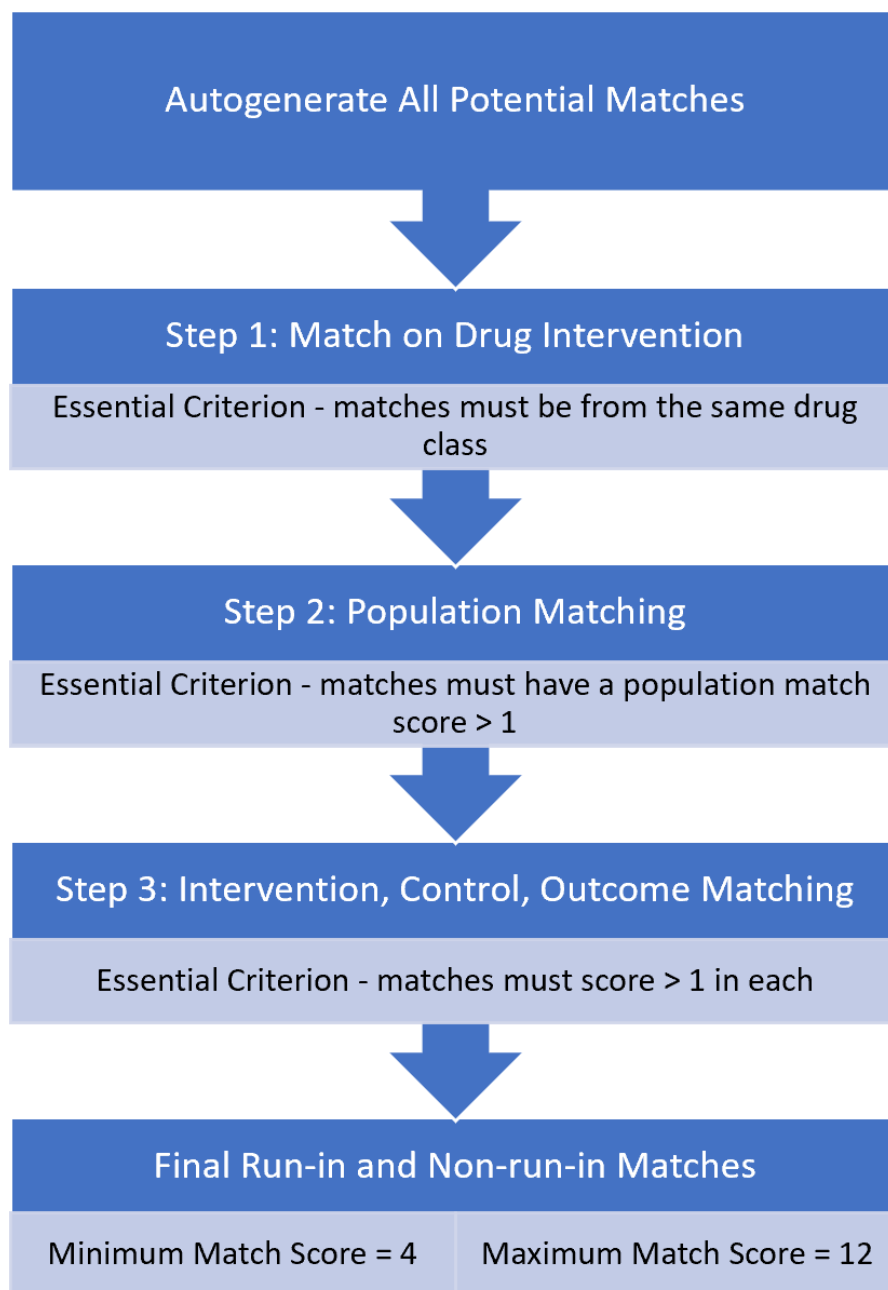 Autogenerate All Potential Matches
Step 1: Match on Drug Intervention
Essential Criterion - matches must be from the same drug
class
Step 2: Population Matching
Essential Criterion - matches must have a population match
score > 1
Step 3: Intervention, Control, Outcome Matching
Essential Criterion - matches must score > 1 in each
Final Run-in and Non-run-in Matches
Minimum Match Score = 4
Maximum Match Score = 12